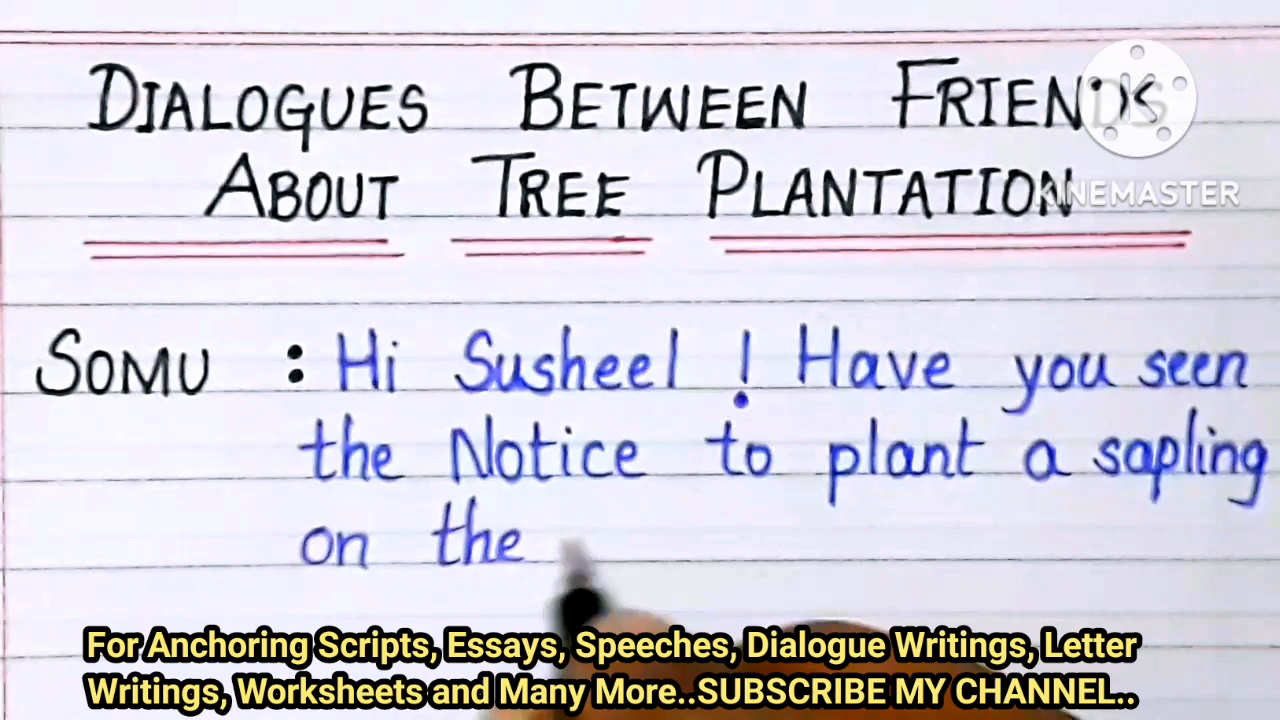 DIALOGUES BETWEEN FRIENDS
ABOUT TREE PLANTATION
KINEMASTER
SOMU : Hi Susheel ! Have you seen
the Notice to plant a sapling
on the
For Anchoring Scripts, Essays, Speeches, Dialogue Writings, Letter
Writings, Worksheets and Many More..SUBSCRIBE MY CHANNEL..